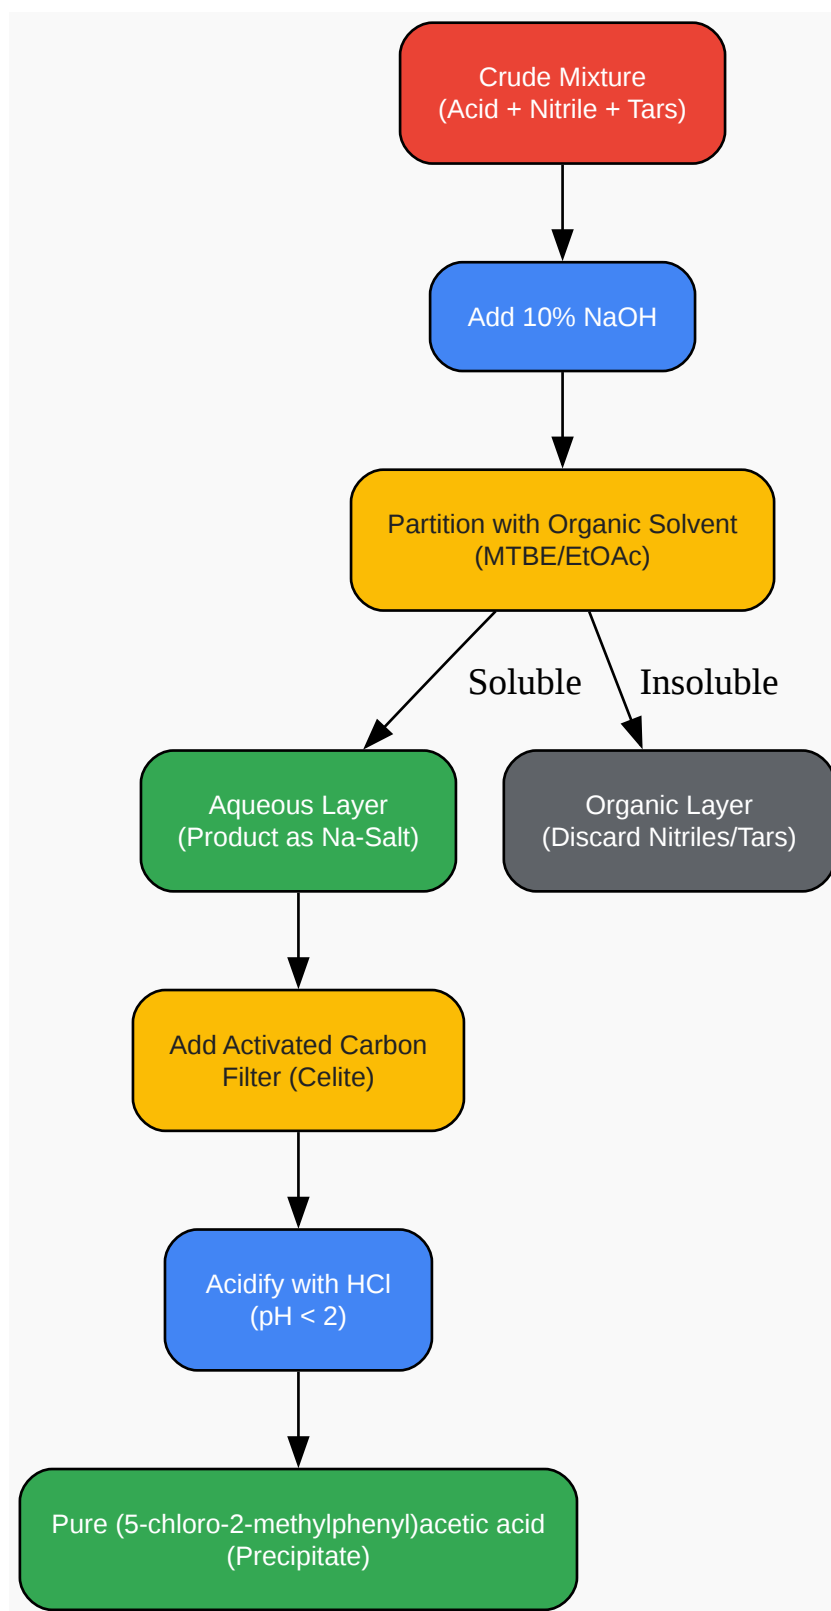 Crude Mixture
(Acid + Nitrile + Tars)
Add 10% NaOH
Partition with Organic Solvent
(MTBE/EtOAc)
Soluble
Insoluble
Aqueous Layer
(Product as Na-Salt)
Organic Layer
(Discard Nitriles/Tars)
Add Activated Carbon
Filter (Celite)
Acidify with HCl
(pH < 2)
Pure (5-chloro-2-methylphenyl)acetic acid
(Precipitate)